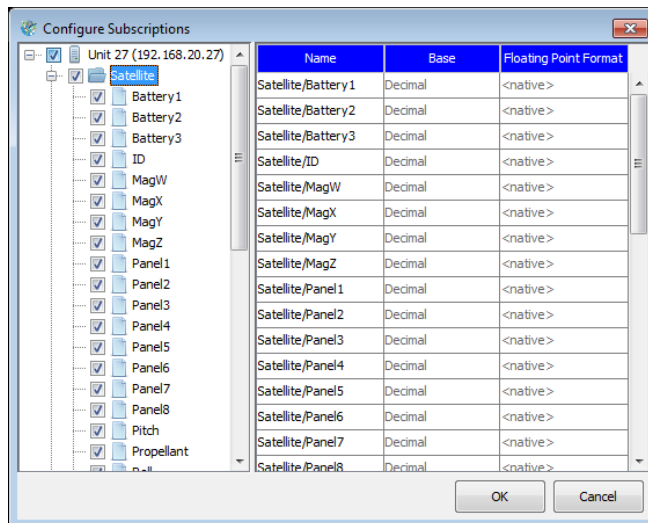 Configure Subscriptions
Unit 27 (192.168.20.27)
Satellite
Battery1
Battery2
Battery3
ID
MagW
MagX
MagY
MagZ
Panel1
Panel2
Panel3
Panel4
Panel5
Panel6
Panel7
Panel8
Pitch
Propellant
Name Base Floating Point Format
Satellite/Battery1 Decimal <native>
Satellite/Battery2 Decimal <native>
Satellite/Battery3 Decimal <native>
Satellite/ID Decimal <native>
Satellite/MagW Decimal <native>
Satellite/MagX Decimal <native>
Satellite/MagY Decimal <native>
Satellite/MagZ Decimal <native>
Satellite/Panel1 Decimal <native>
Satellite/Panel2 Decimal <native>
Satellite/Panel3 Decimal <native>
Satellite/Panel4 Decimal <native>
Satellite/Panel5 Decimal <native>
Satellite/Panel6 Decimal <native>
Satellite/Panel7 Decimal <native>
Satellite/Panel8 Decimal <native>
OK Cancel